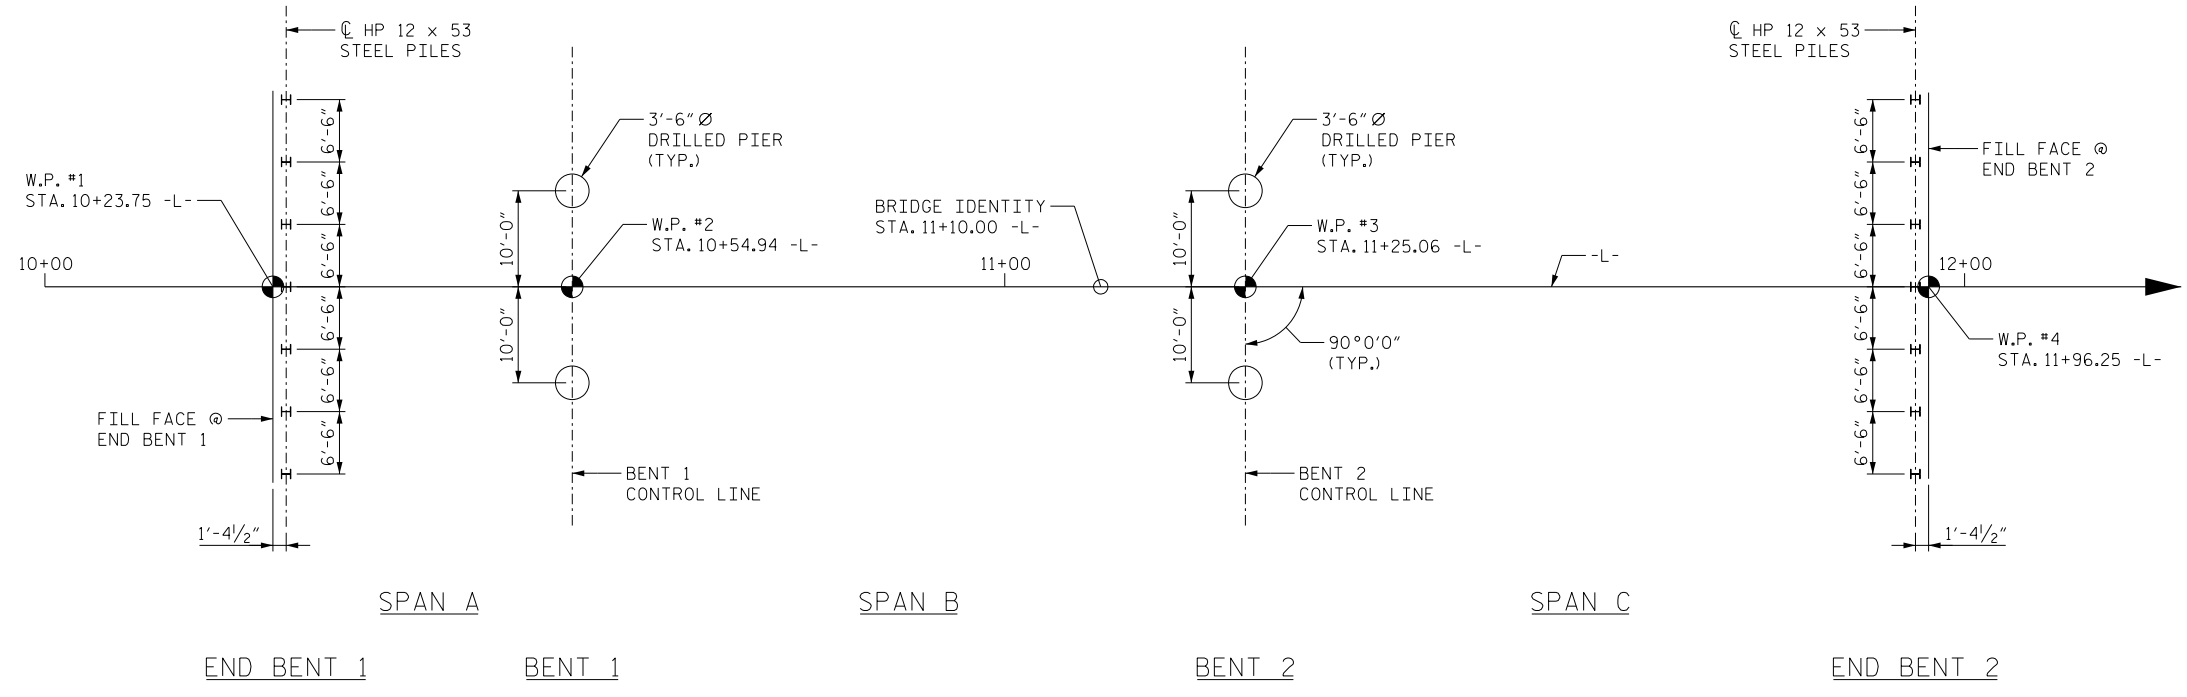 ℄ HP 12 x 53
STEEL PILES
℄ HP 12 x 53
STEEL PILES
6'-6"
6'-6"
6'-6"
6'-6"
6'-6"
6'-6"
3'-6" Ø
DRILLED PIER
(TYP.)
3'-6" Ø
DRILLED PIER
(TYP.)
6'-6"
6'-6"
6'-6"
6'-6"
6'-6"
6'-6"
FILL FACE @
END BENT 2
W.P. #1
STA. 10+23.75 -L-
10'-0"
10'-0"
W.P. #2
STA. 10+54.94 -L-
BRIDGE IDENTITY
STA. 11+10.00 -L-
10'-0"
10'-0"
W.P. #3
STA. 11+25.06 -L-
-L-
10+00
11+00
12+00
90°0'0"
(TYP.)
W.P. #4
STA. 11+96.25 -L-
FILL FACE @
END BENT 1
BENT 1
CONTROL LINE
BENT 2
CONTROL LINE
1'-4½"
1'-4½"
SPAN A
SPAN B
SPAN C
END BENT 1
BENT 1
BENT 2
END BENT 2